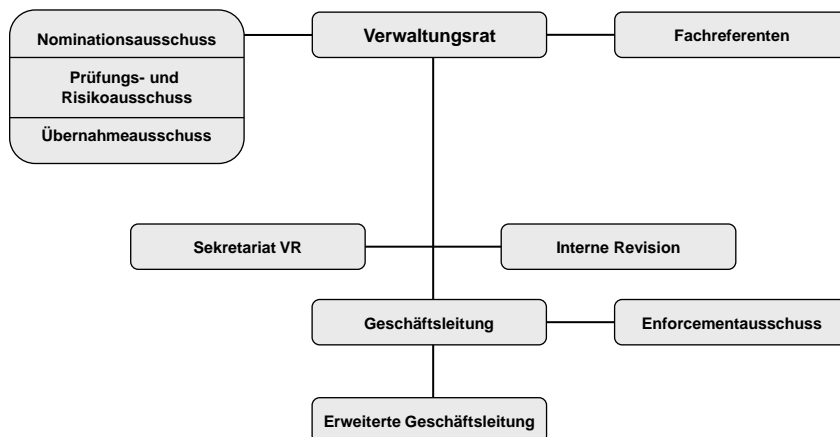 Nominationsausschuss
Prüfungs- und
Risikoausschuss
Übernahmeausschuss
Verwaltungsrat
Fachreferenten
Sekretariat VR
Interne Revision
Geschäftsleitung
Enforcementausschuss
Erweiterte Geschäftsleitung